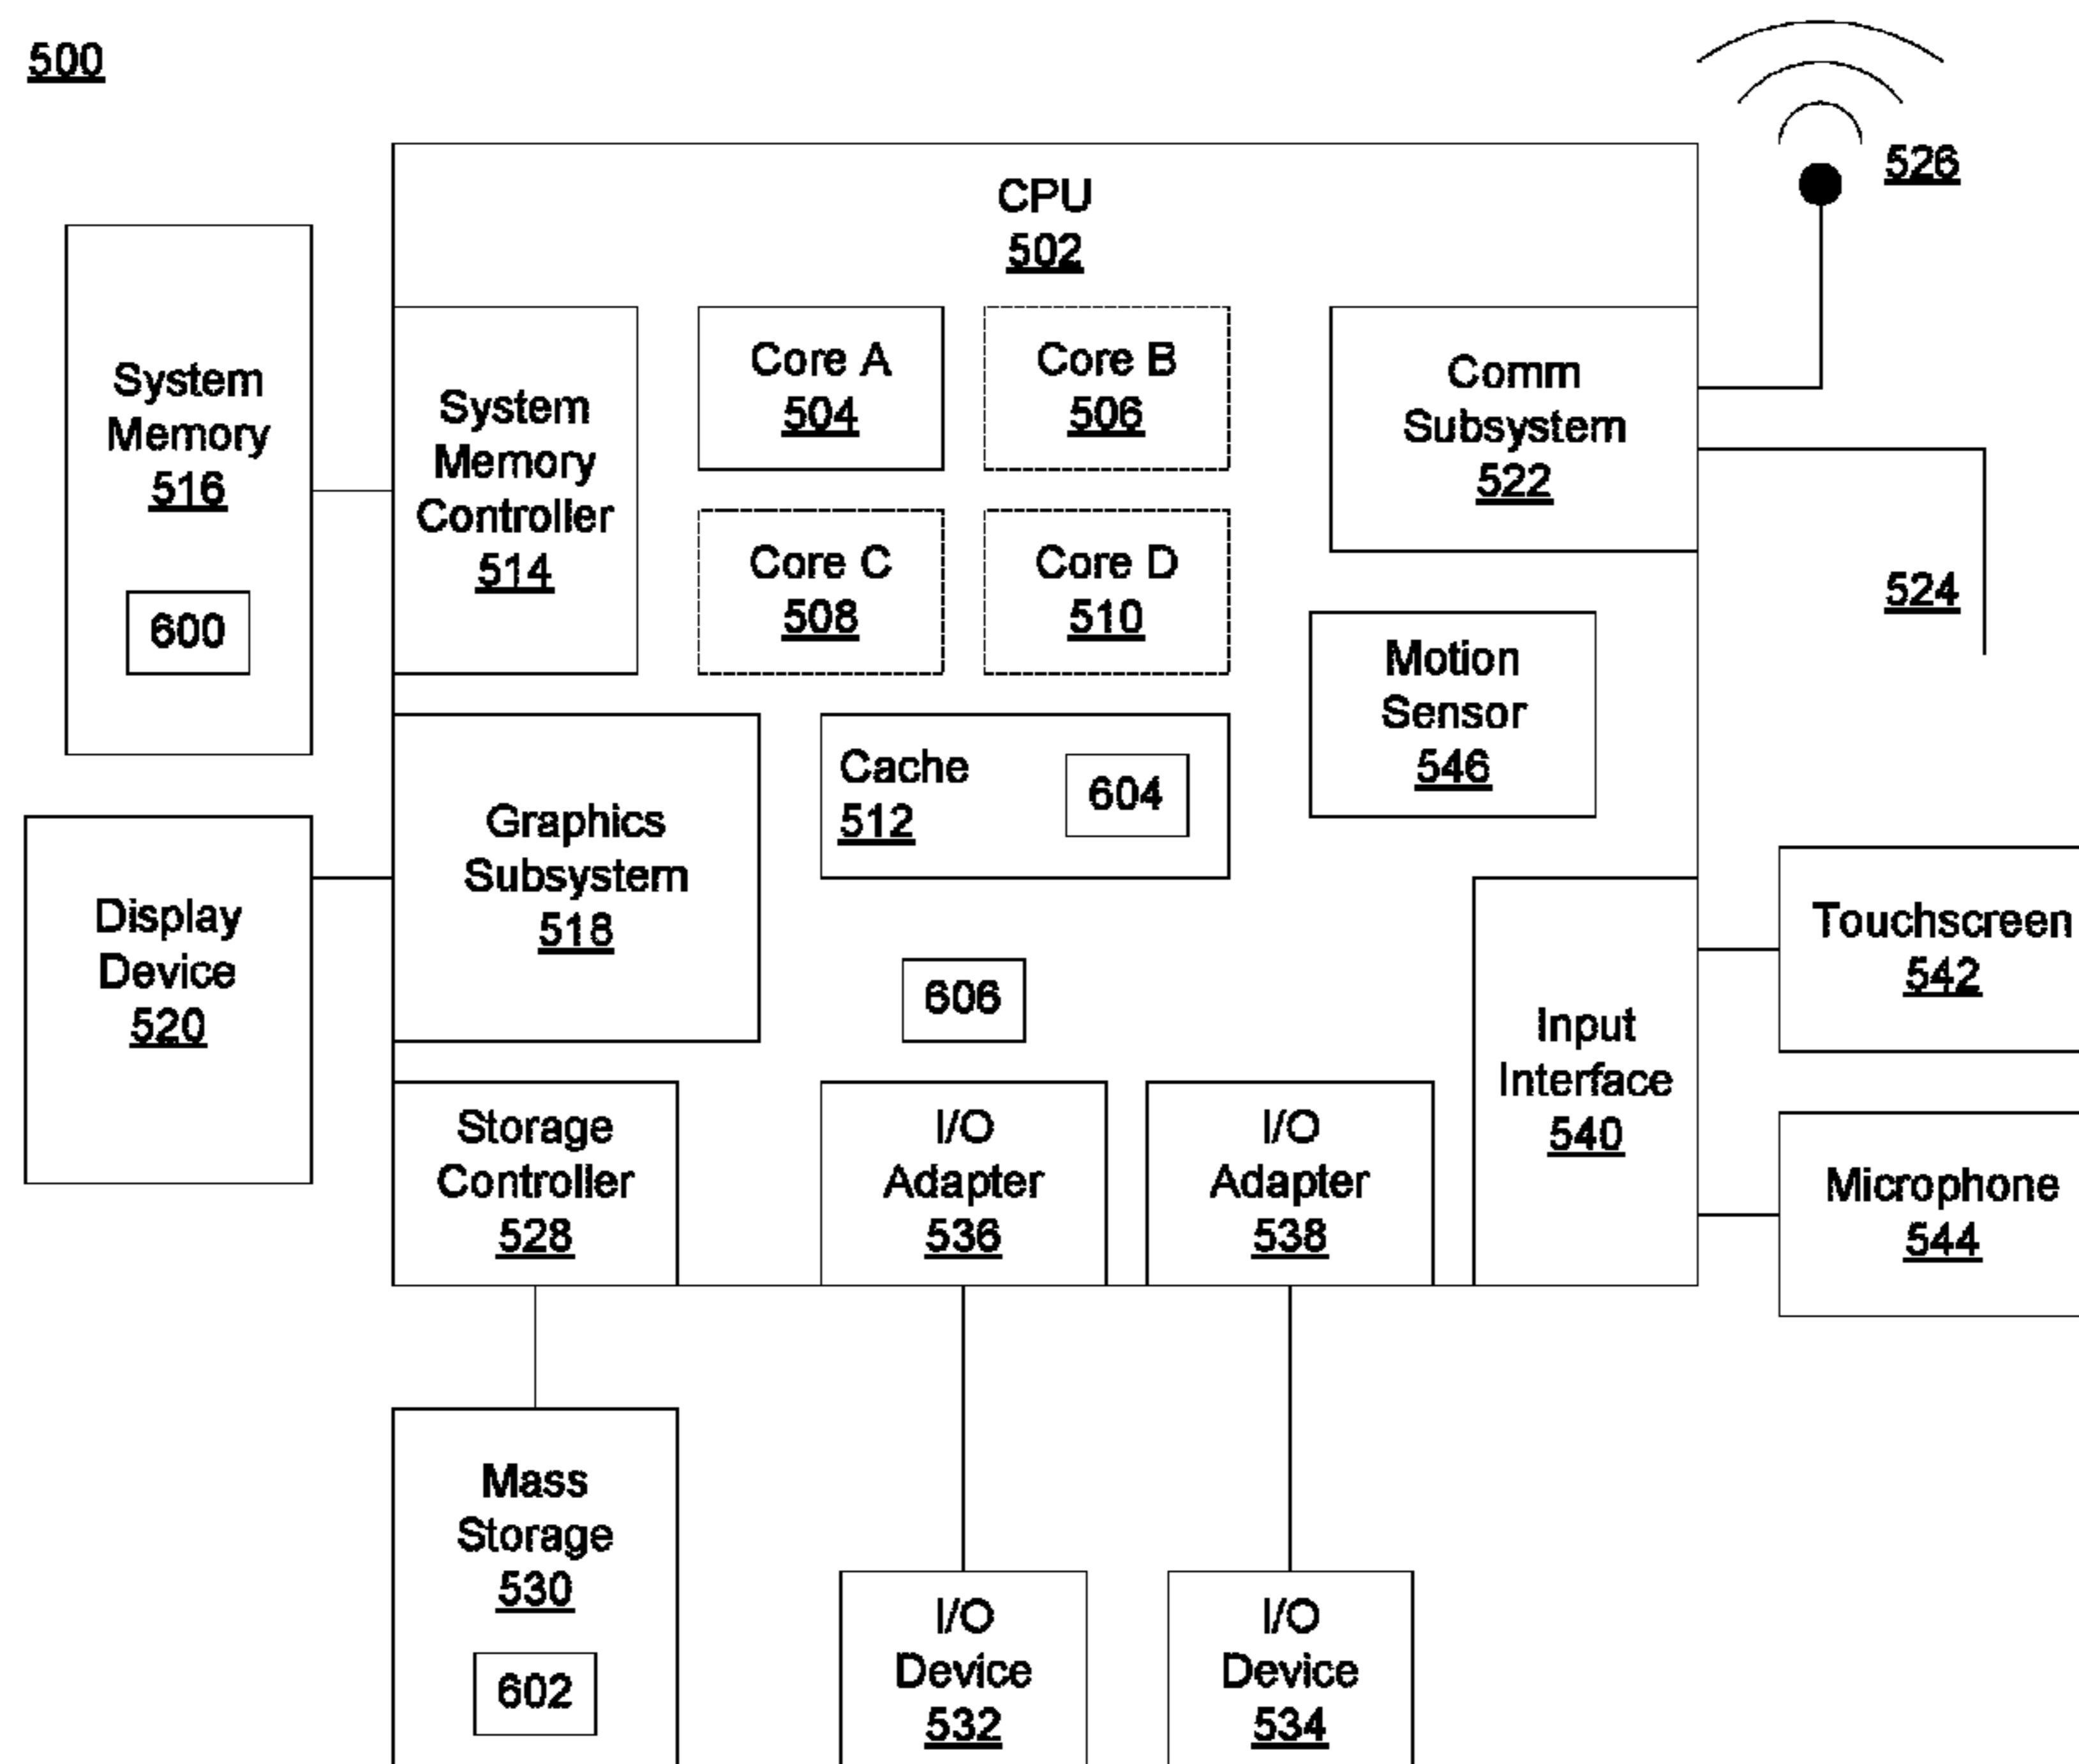 500
526
CPU
502
System
Memory
516
600
System
Memory
Controller
514
Core A
504
Core B
506
Core C
508
Core D
510
Comm
Subsystem
522
524
Motion
Sensor
546
Cache
512
604
Graphics
Subsystem
518
Display
Device
520
606
Touchscreen
542
Input
Interface
540
Microphone
544
Storage
Controller
528
I/O
Adapter
536
I/O
Adapter
538
Mass
Storage
530
602
I/O
Device
532
I/O
Device
534